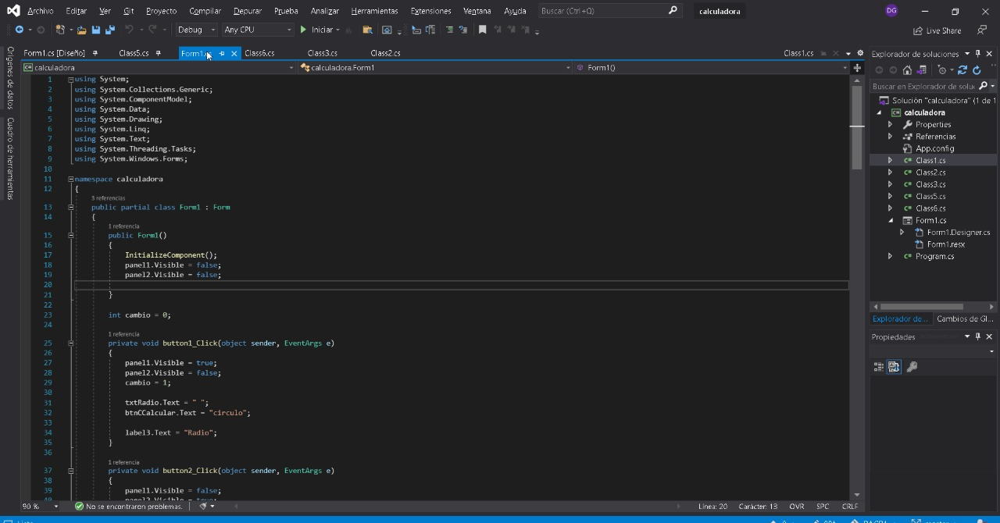 Archivo Editar Ver Git Proyecto Compilar Depurar Prueba Analizar Herramientas Extensiones Ventana Ayuda Buscar (Ctrl+Q) calculadora DG
Debug Any CPU Iniciar Live Share
Form1.cs [Diseño] Class5.cs Form1.cs Class6.cs Class3.cs Class2.cs Class1.cs
calculadora calculadora.Form1 Form1()
Orígenes de datos
Cuadro de herramientas
1 using System;
2 using System.Collections.Generic;
3 using System.ComponentModel;
4 using System.Data;
5 using System.Drawing;
6 using System.Linq;
7 using System.Text;
8 using System.Threading.Tasks;
9 using System.Windows.Forms;
10
11 namespace calculadora
12 {
3 referencias
13 public partial class Form1 : Form
14 {
1 referencia
15 public Form1()
16 {
17 InitializeComponent();
18 panel1.Visible = false;
19 panel2.Visible = false;
20
21 }
22
23 int cambio = 0;
24
1 referencia
25 private void button1_Click(object sender, EventArgs e)
26 {
27 panel1.Visible = true;
28 panel2.Visible = false;
29 cambio = 1;
30
31 txtRadio.Text = " ";
32 btnCCalcular.Text = "circulo";
33
34 label3.Text = "Radio";
35 }
36
1 referencia
37 private void button2_Click(object sender, EventArgs e)
38 {
39 panel1.Visible = false;
40 panel2.Visible = true;
90 % No se encontraron problemas. Línea: 20 Carácter: 13 OVR SPC CRLF
Explorador de soluciones
Buscar en Explorador de soluc
Solución "calculadora" (1 de 1
calculadora
Properties
Referencias
App.config
Class1.cs
Class2.cs
Class3.cs
Class5.cs
Class6.cs
Form1.cs
Form1.Designer.cs
Form1.resx
Program.cs
Explorador de... Cambios de GI...
Propiedades